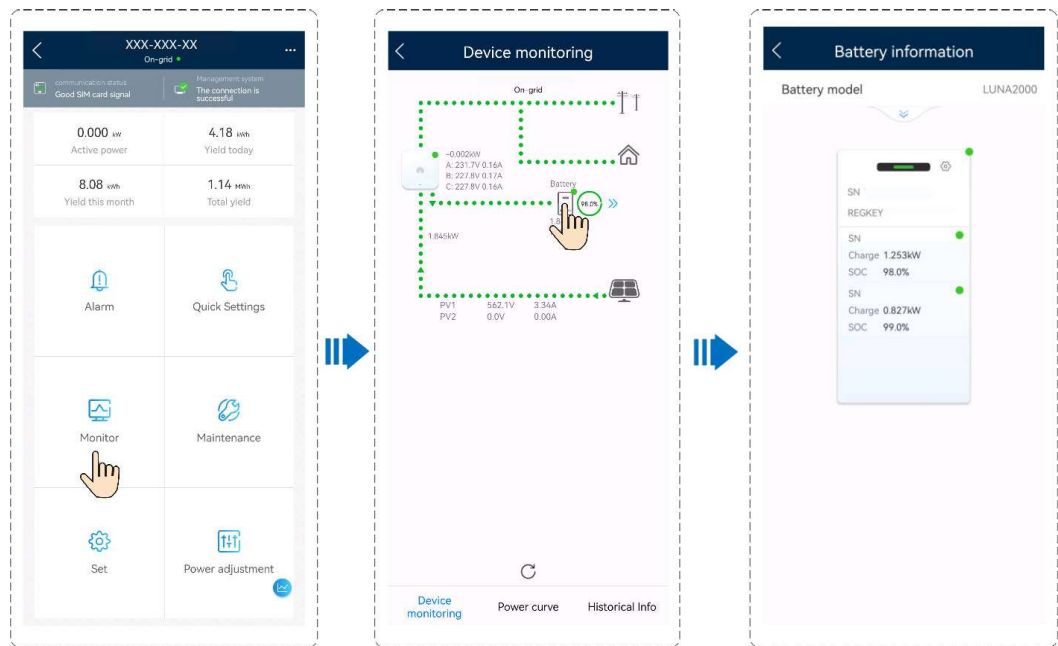 XXX-XXX-XX
On-grid
...
communication status
Good SIM card signal
Management system
The connection is
successful
0.000 kW
Active power
4.18 kWh
Yield today
8.08 kWh
Yield this month
1.14 MWh
Total yield
Alarm
Quick Settings
Monitor
Maintenance
Set
Power adjustment
Device monitoring
On-grid
-0.002kW
A: 231.7V 0.16A
B: 227.8V 0.17A
C: 227.8V 0.16A
Battery
98.0%
1.845kW
PV1 562.1V 3.34A
PV2 0.0V 0.00A
Device
monitoring
Power curve
Historical Info
Battery information
Battery model LUNA2000
SN
REGKEY
SN
Charge 1.253kW
SOC 98.0%
SN
Charge 0.827kW
SOC 99.0%